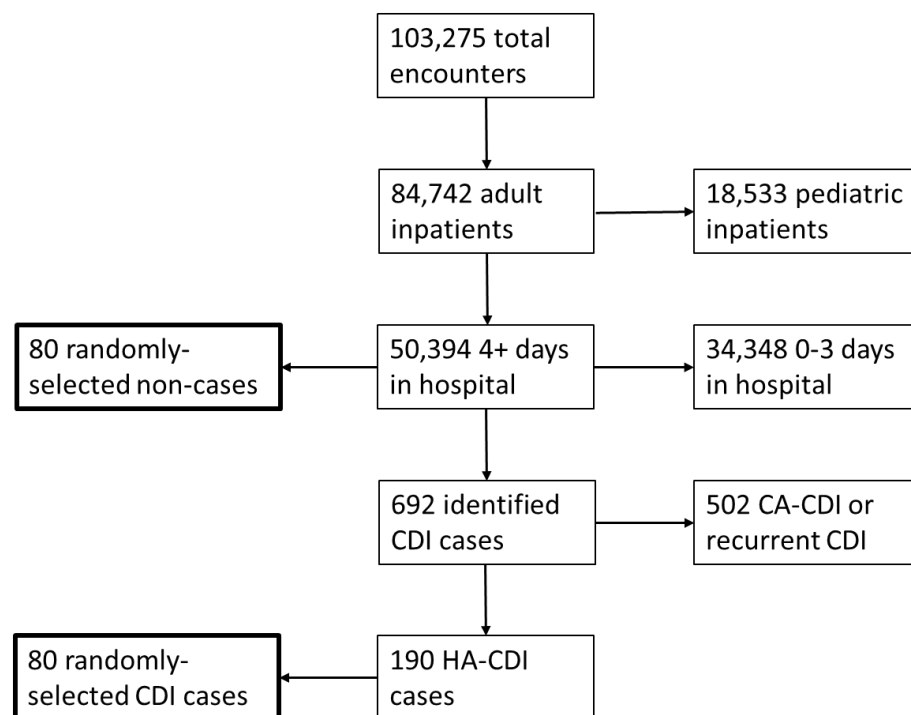 103,275 total
encounters
84,742 adult
inpatients
18,533 pediatric
inpatients
80 randomly-
selected non-cases
50,394 4+ days
in hospital
34,348 0-3 days
in hospital
692 identified
CDI cases
502 CA-CDI or
recurrent CDI
80 randomly-
selected CDI cases
190 HA-CDI
cases